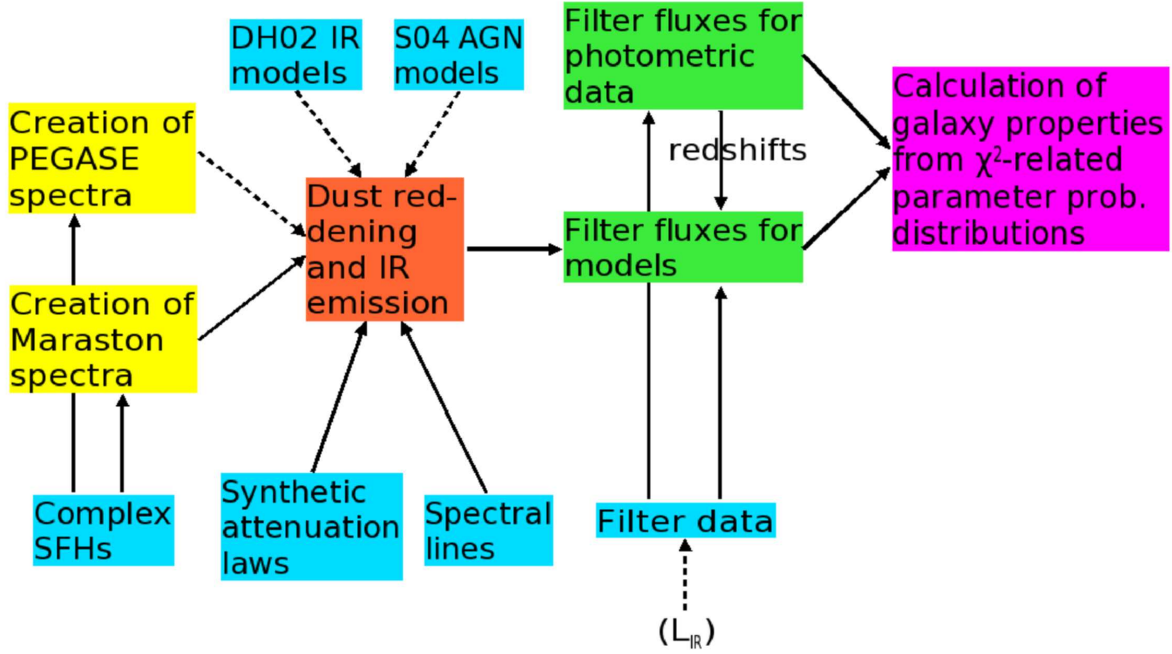 DH02 IR
models
S04 AGN
models
Filter fluxes for
photometric
data
Calculation of
galaxy properties
from χ²-related
parameter prob.
distributions
Creation of
PEGASE
spectra
redshifts
Dust red-
dening
and IR
emission
Filter fluxes for
models
Creation of
Maraston
spectra
Complex
SFHs
Synthetic
attenuation
laws
Spectral
lines
Filter data
(L_IR)